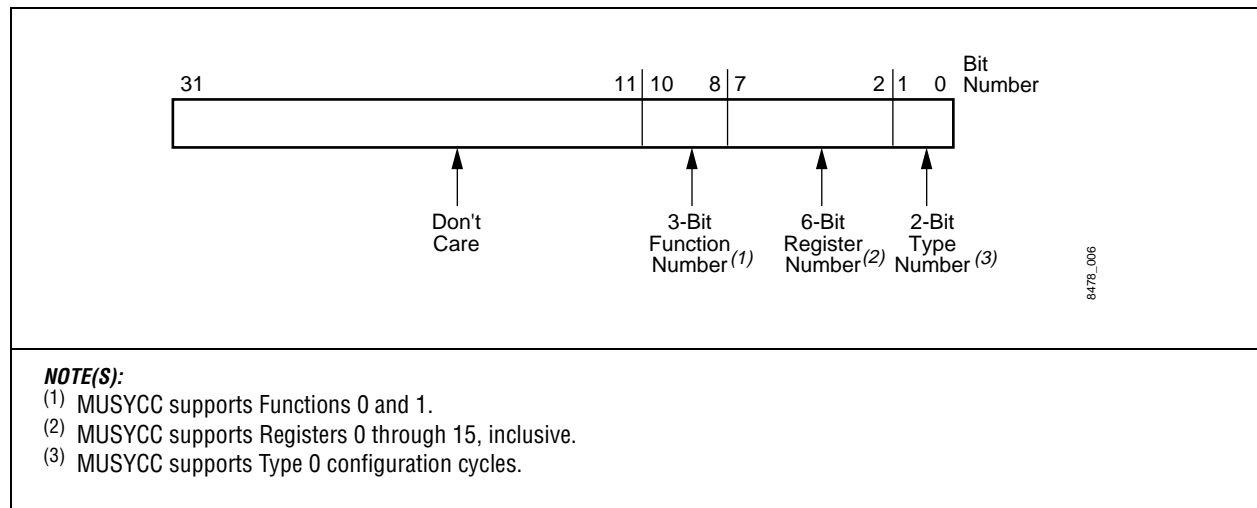 Bit
Number
31 11 10 8 7 2 1 0
Don't
Care
3-Bit
Function
Number(1)
6-Bit
Register
Number(2)
2-Bit
Type
Number(3)
8478_006
NOTE(S):
(1) MUSYCC supports Functions 0 and 1.
(2) MUSYCC supports Registers 0 through 15, inclusive.
(3) MUSYCC supports Type 0 configuration cycles.